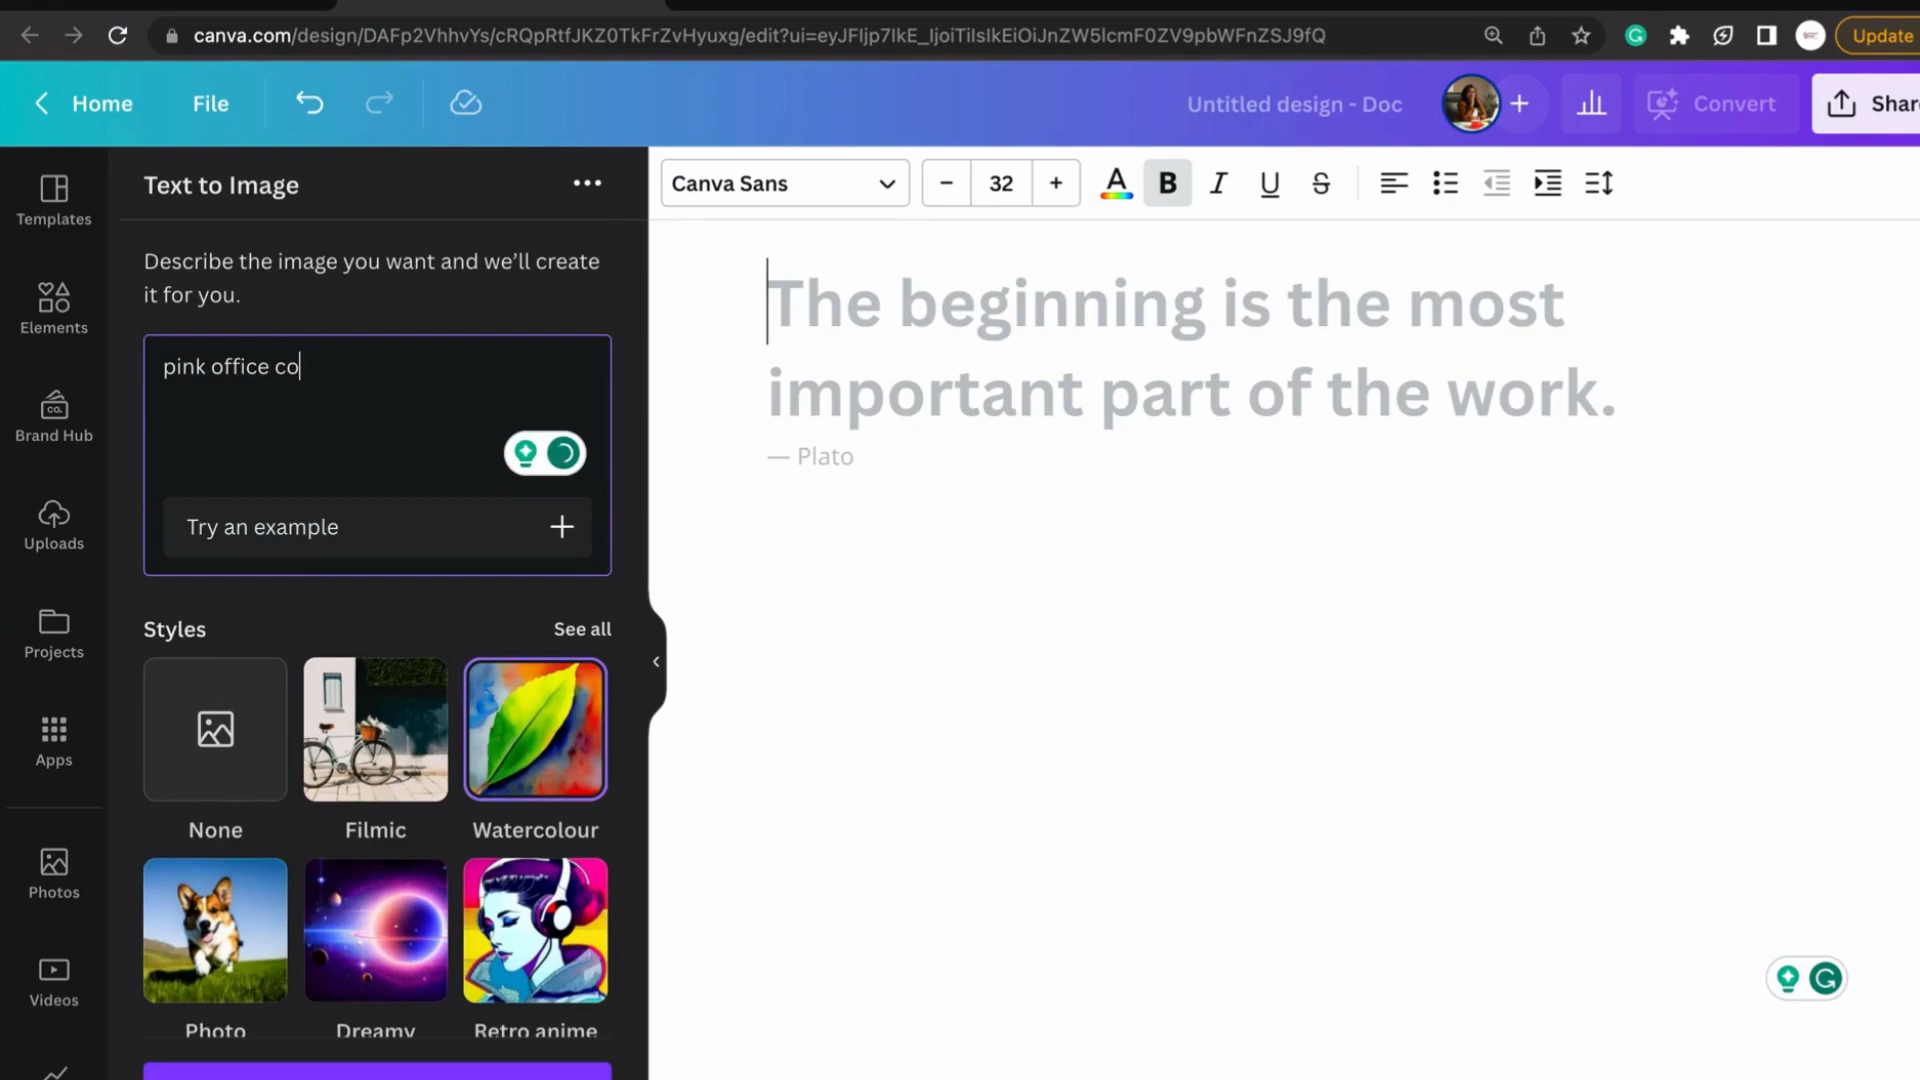 canva.com/design/DAFp2VhhvYs/cRQpRtfJKZ0TkFrZvHyuxg/edit?ui=eyJFIjp7IkE_IjoiTiIsIkEiOiJnZW5lcmF0ZV9pbWFnZSJ9fQ
Update
Home
File
Untitled design - Doc
Convert
Share
Templates
Elements
CO.
Brand Hub
Uploads
Projects
Apps
Photos
Videos
Text to Image
Describe the image you want and we'll create
it for you.
pink office co
Try an example
Styles
See all
None
Filmic
Watercolour
Photo
Dreamy
Retro anime
Canva Sans
32
A
B
I
U
S
The beginning is the most
important part of the work.
— Plato